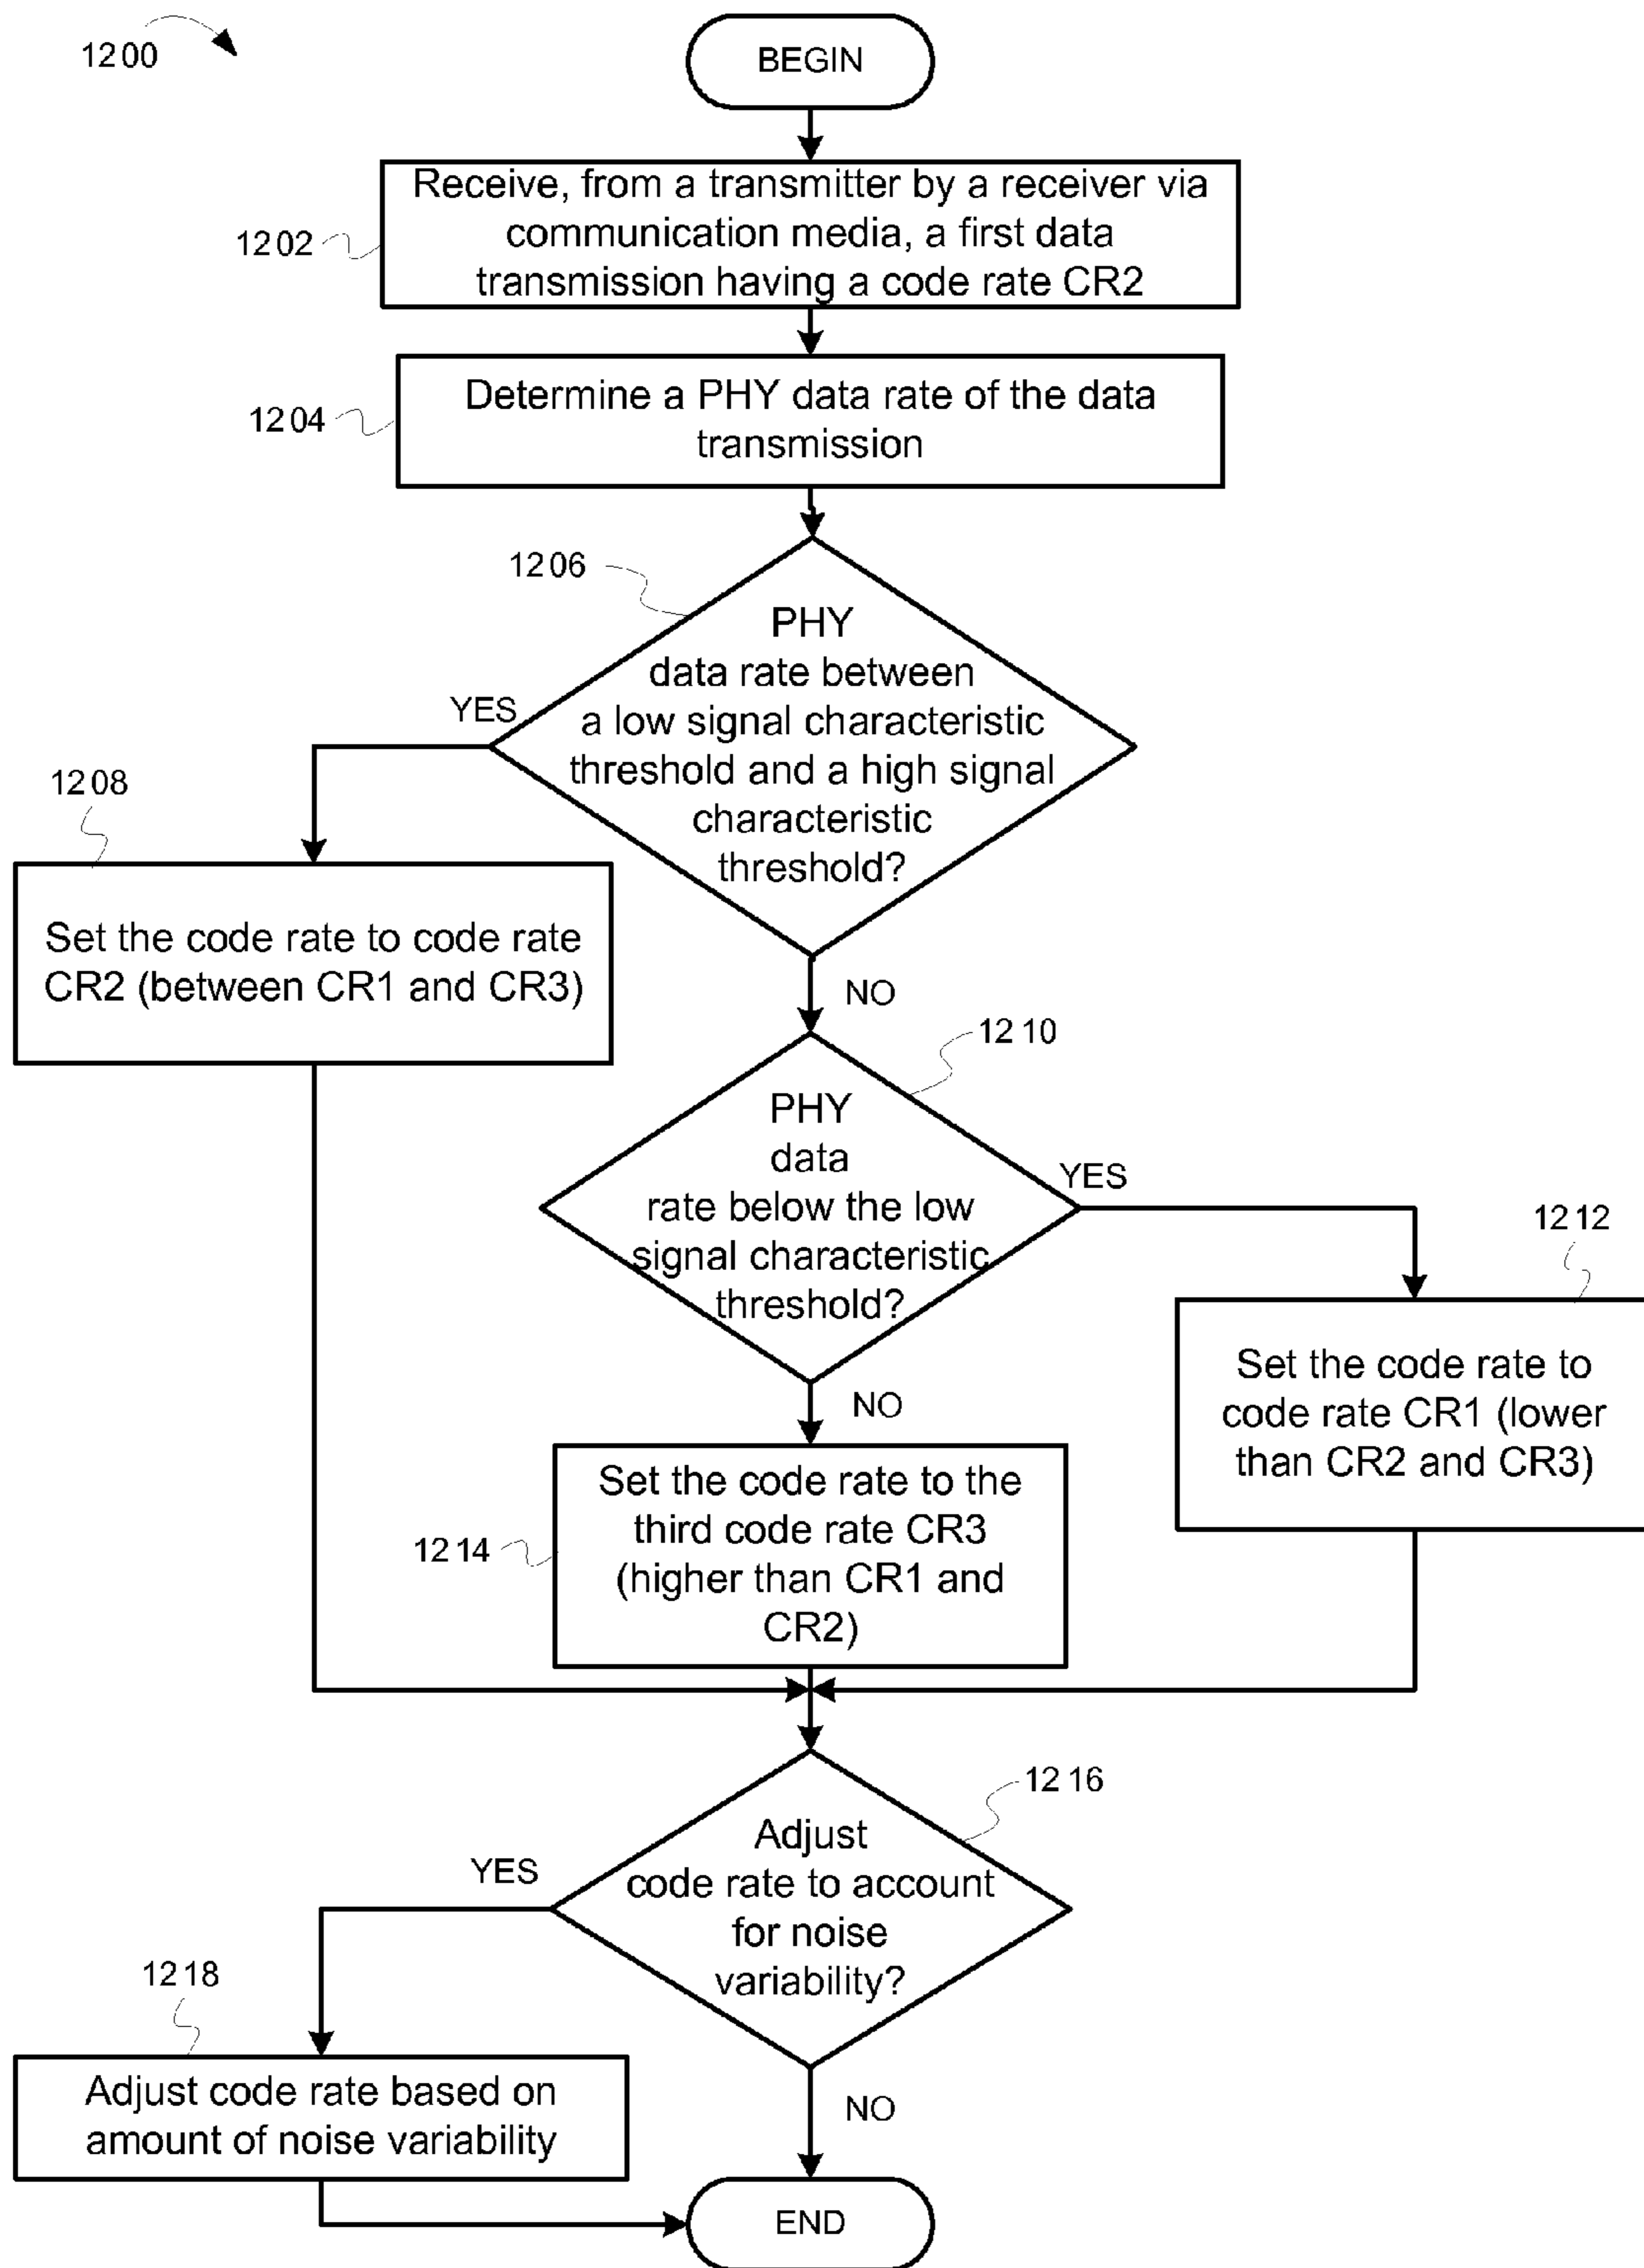 1200
BEGIN
Receive, from a transmitter by a receiver via
communication media, a first data
transmission having a code rate CR2
1202
Determine a PHY data rate of the data
transmission
1204
1206
PHY
data rate between
a low signal characteristic
threshold and a high signal
characteristic
threshold?
YES
1208
Set the code rate to code rate
CR2 (between CR1 and CR3)
NO
1210
PHY
data
rate below the low
signal characteristic
threshold?
YES
1212
Set the code rate to
code rate CR1 (lower
than CR2 and CR3)
NO
Set the code rate to the
third code rate CR3
(higher than CR1 and
CR2)
1214
1216
Adjust
code rate to account
for noise
variability?
YES
1218
Adjust code rate based on
amount of noise variability
NO
END